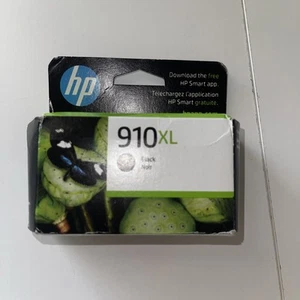 hp
Download the free
HP Smart app.
Téléchargez l'application
HP Smart gratuite.
910XL
Black
Noir